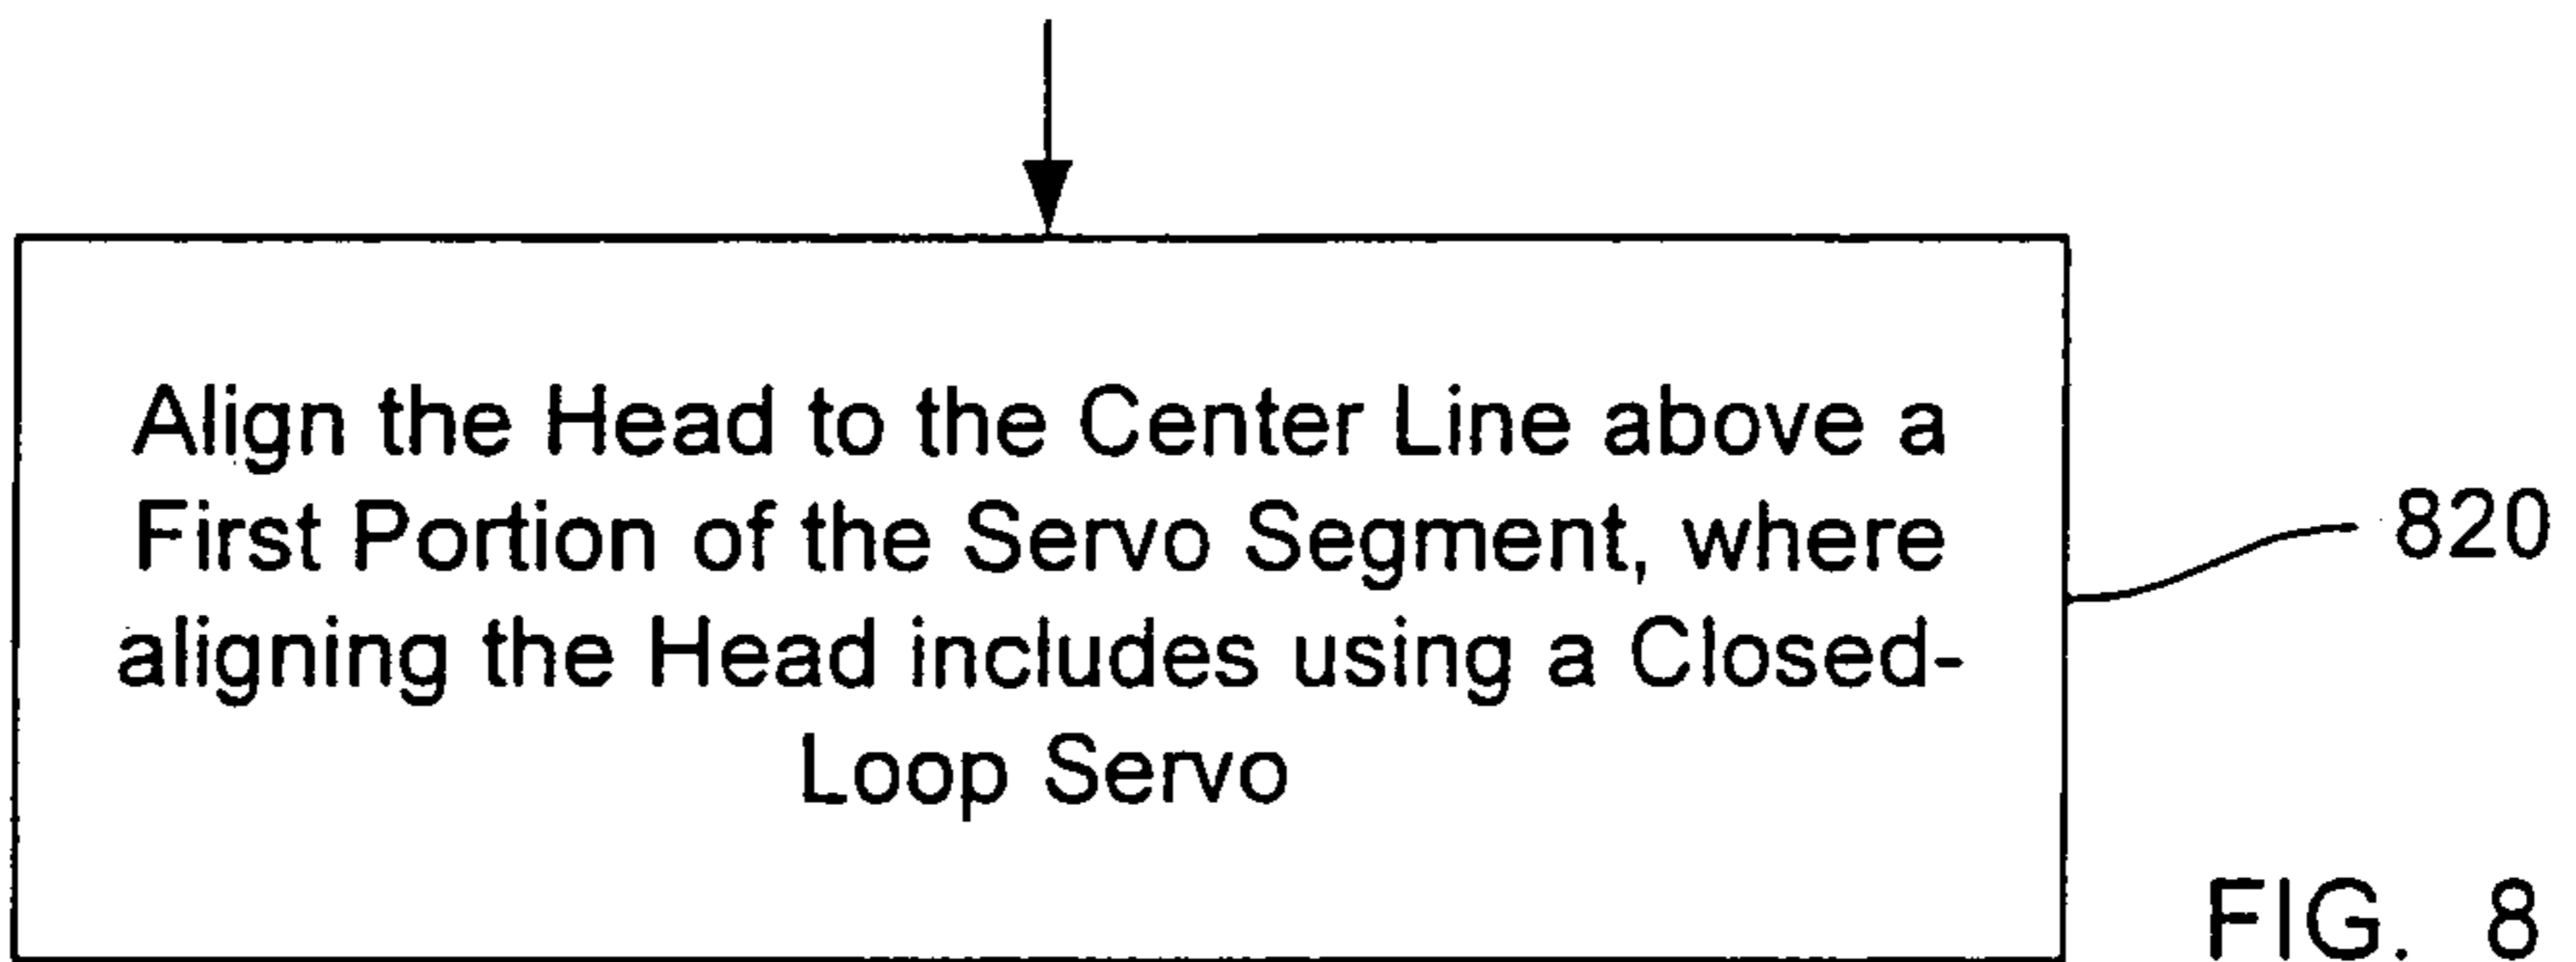 Align the Head to the Center Line above a
First Portion of the Servo Segment, where
aligning the Head includes using a Closed-
Loop Servo
820
FIG. 8